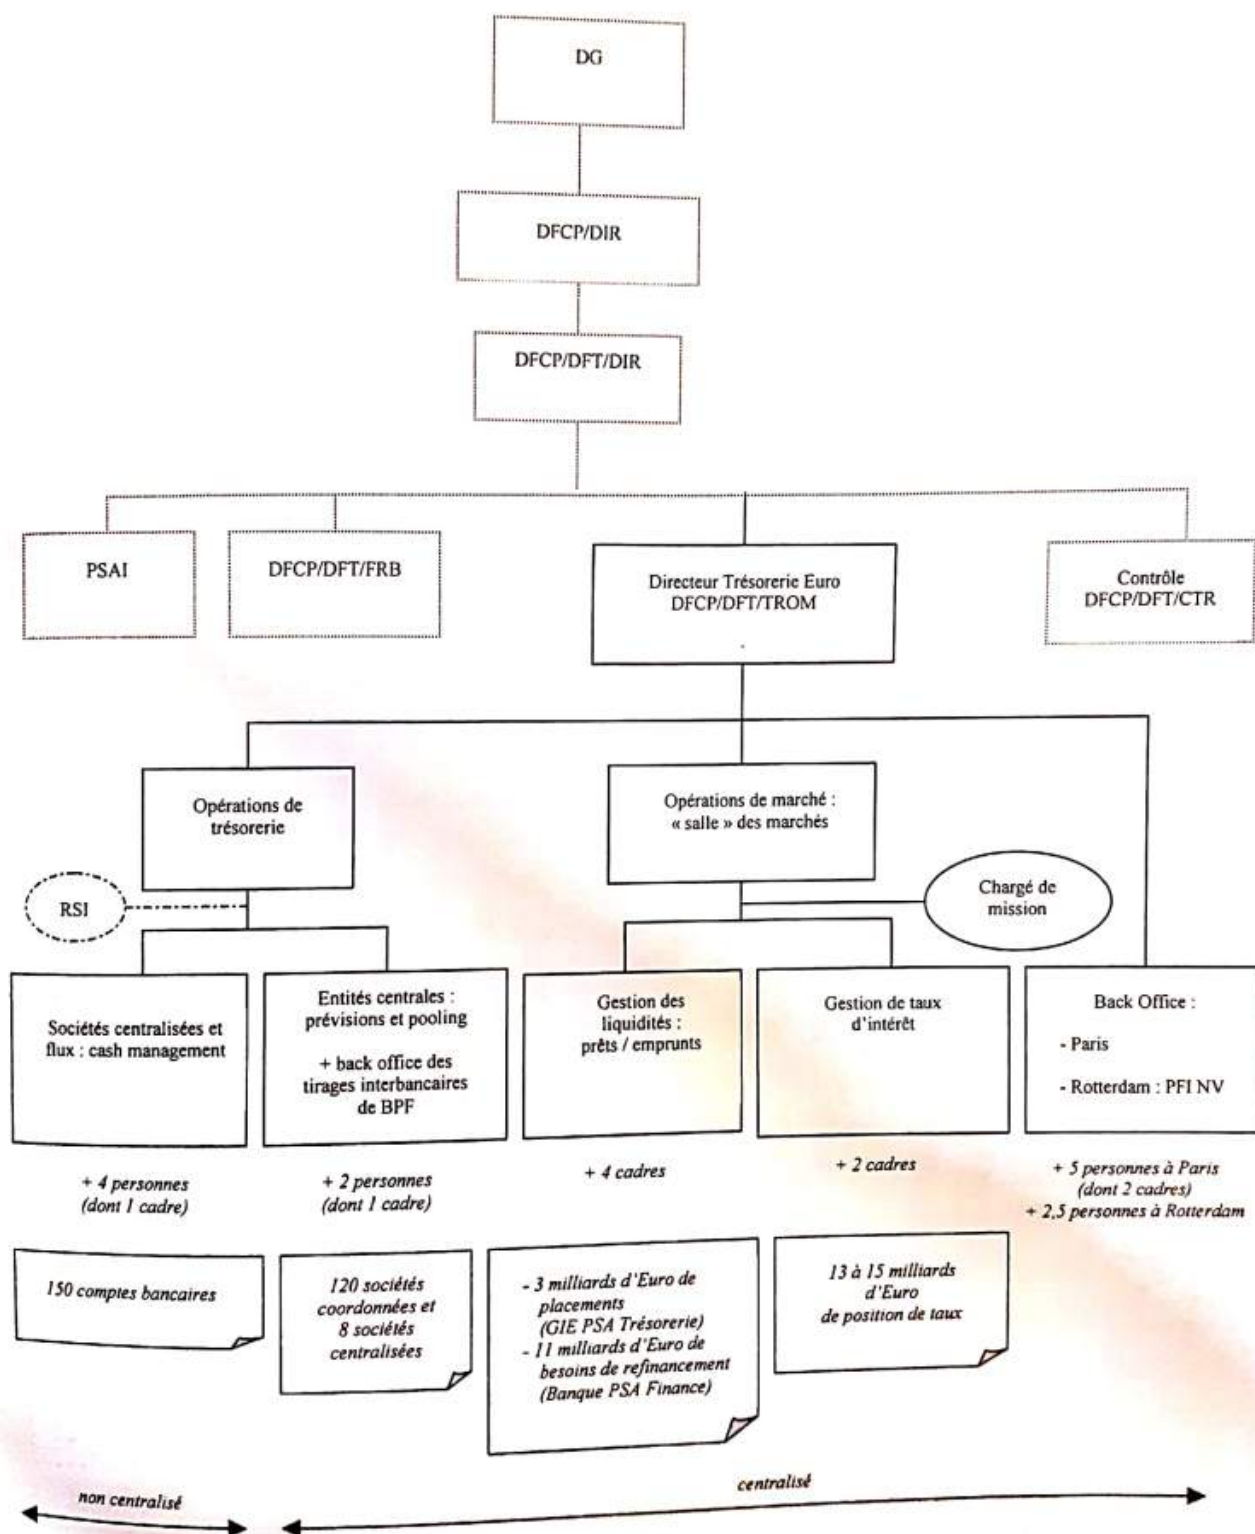 DG
DFCP/DIR
DFCP/DFT/DIR
PSAI
DFCP/DFT/FRB
Directeur Trésorerie Euro
DFCP/DFT/TROM
Contrôle
DFCP/DFT/CTR
Opérations de
trésorerie
Opérations de marché :
« salle » des marchés
RSI
Chargé de
mission
Sociétés centralisées et
flux : cash management
Entités centrales :
prévisions et pooling
+ back office des
tirages interbancaires
de BPF
Gestion des
liquidités :
prêts / emprunts
Gestion de taux
d'intérêt
Back Office :
- Paris
- Rotterdam : PFI NV
+ 4 personnes
(dont 1 cadre)
+ 2 personnes
(dont 1 cadre)
+ 4 cadres
+ 2 cadres
+ 5 personnes à Paris
(dont 2 cadres)
+ 2,5 personnes à Rotterdam
150 comptes bancaires
120 sociétés
coordonnées et
8 sociétés
centralisées
- 3 milliards d'Euro de
placements
(GIE PSA Trésorerie)
- 11 milliards d'Euro de
besoins de refinancement
(Banque PSA Finance)
13 à 15 milliards
d'Euro
de position de taux
non centralisé
centralisé